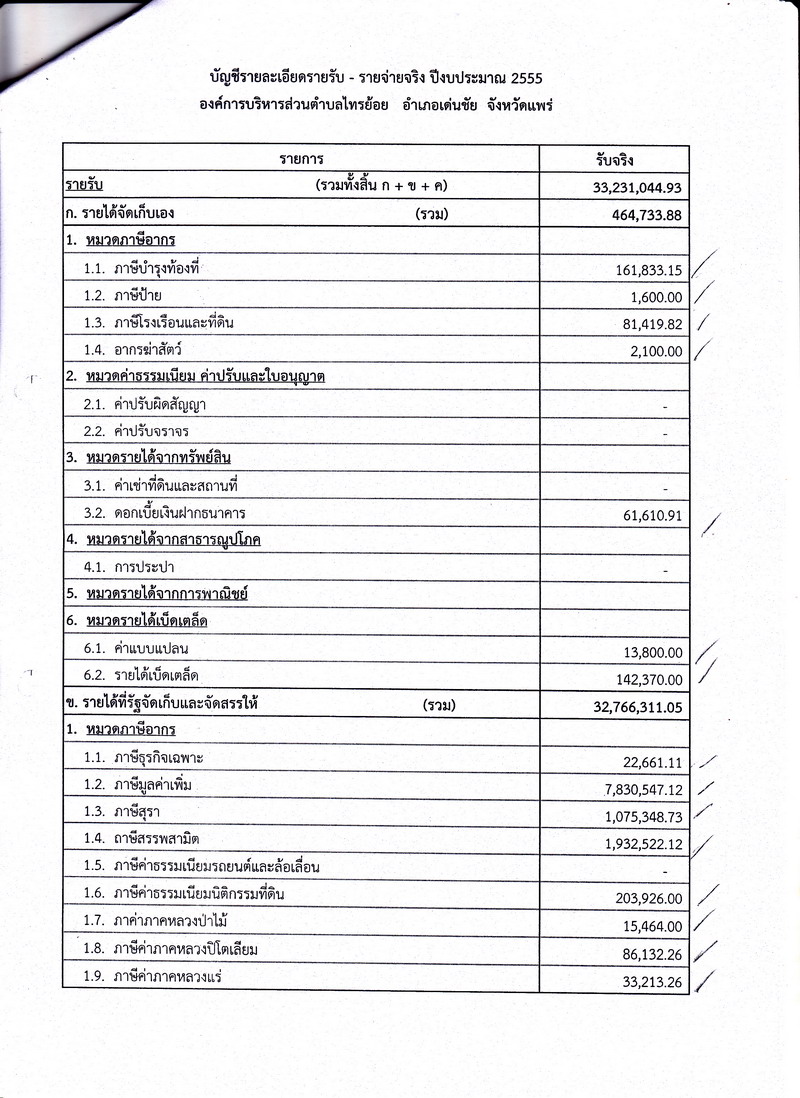 บัญชีรายละเอียดรายรับ - รายจ่ายจริง ปีงบประมาณ 2555
องค์การบริหารส่วนตำบลไทรย้อย อำเภอเด่นชัย จังหวัดแพร่
รายการ รับจริง
รายรับ (รวมทั้งสิ้น ก + ข + ค) 33,231,044.93
ก. รายได้จัดเก็บเอง (รวม) 464,733.88
1. หมวดภาษีอากร
1.1. ภาษีบำรุงท้องที่ 161,833.15
1.2. ภาษีป้าย 1,600.00
1.3. ภาษีโรงเรือนและที่ดิน 81,419.82
1.4. อากรฆ่าสัตว์ 2,100.00
2. หมวดค่าธรรมเนียม ค่าปรับและใบอนุญาต
2.1. ค่าปรับผิดสัญญา -
2.2. ค่าปรับจราจร -
3. หมวดรายได้จากทรัพย์สิน
3.1. ค่าเช่าที่ดินและสถานที่ -
3.2. ดอกเบี้ยเงินฝากธนาคาร 61,610.91
4. หมวดรายได้จากสาธารณูปโภค
4.1. การประปา -
5. หมวดรายได้จากการพาณิชย์
6. หมวดรายได้เบ็ดเตล็ด
6.1. ค่าแบบแปลน 13,800.00
6.2. รายได้เบ็ดเตล็ด 142,370.00
ข. รายได้ที่รัฐจัดเก็บและจัดสรรให้ (รวม) 32,766,311.05
1. หมวดภาษีอากร
1.1. ภาษีธุรกิจเฉพาะ 22,661.11
1.2. ภาษีมูลค่าเพิ่ม 7,830,547.12
1.3. ภาษีสุรา 1,075,348.73
1.4. ถาษีสรรพสามิต 1,932,522.12
1.5. ภาษีค่าธรรมเนียมรถยนต์และล้อเลื่อน -
1.6. ภาษีค่าธรรมเนียมนิติกรรมที่ดิน 203,926.00
1.7. ภาค่าภาคหลวงป่าไม้ 15,464.00
1.8. ภาษีค่าภาคหลวงปิโตเลียม 86,132.26
1.9. ภาษีค่าภาคหลวงแร่ 33,213.26